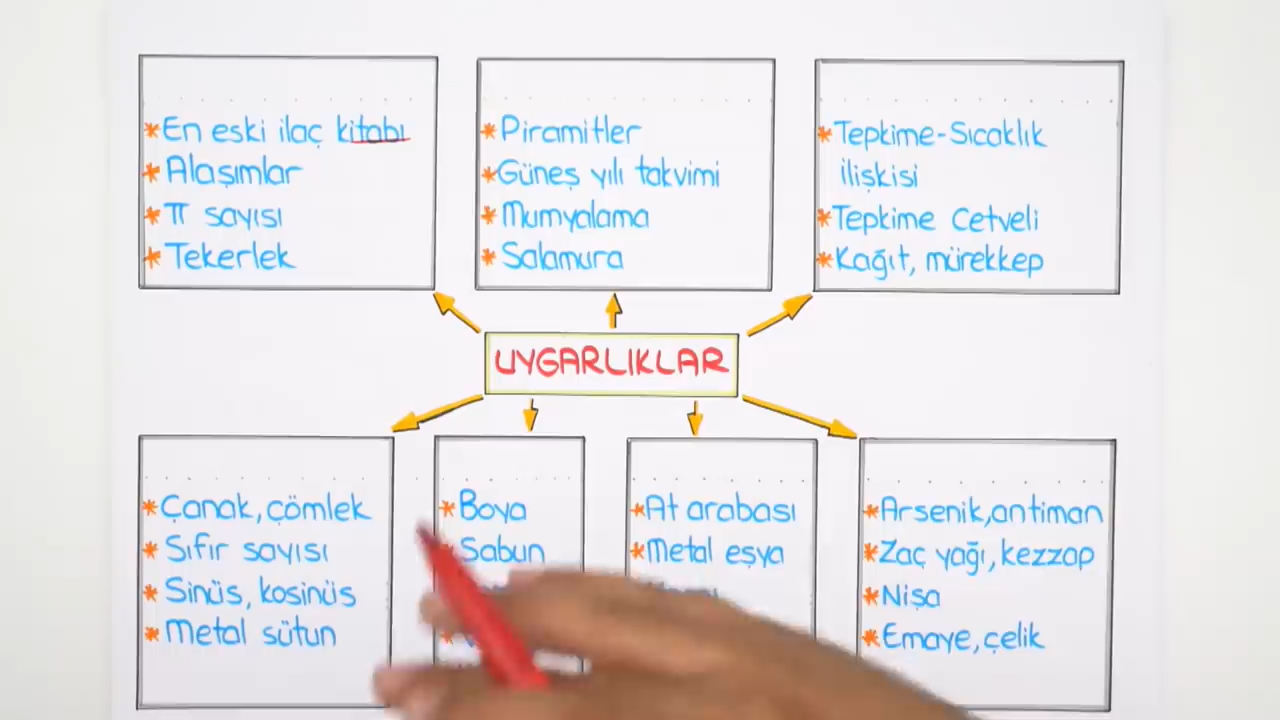 *En eski ilaç kitabı
*Alaşımlar
*π sayısı
*Tekerlek
*Piramitler
*Güneş yılı takvimi
*Mumyalama
*Salamura
*Tepkime-Sıcaklık
ilişkisi
*Tepkime Cetveli
*Kağıt, mürekkep
UYGARLIKLAR
*Çanak, çömlek
*Sıfır sayısı
*Sinüs, kosinüs
*Metal sütun
*Boya
Sabun
*At arabası
*Metal eşya
*Arsenik, antiman
*Zaç yağı, kezzap
*Nişa
*Emaye, çelik